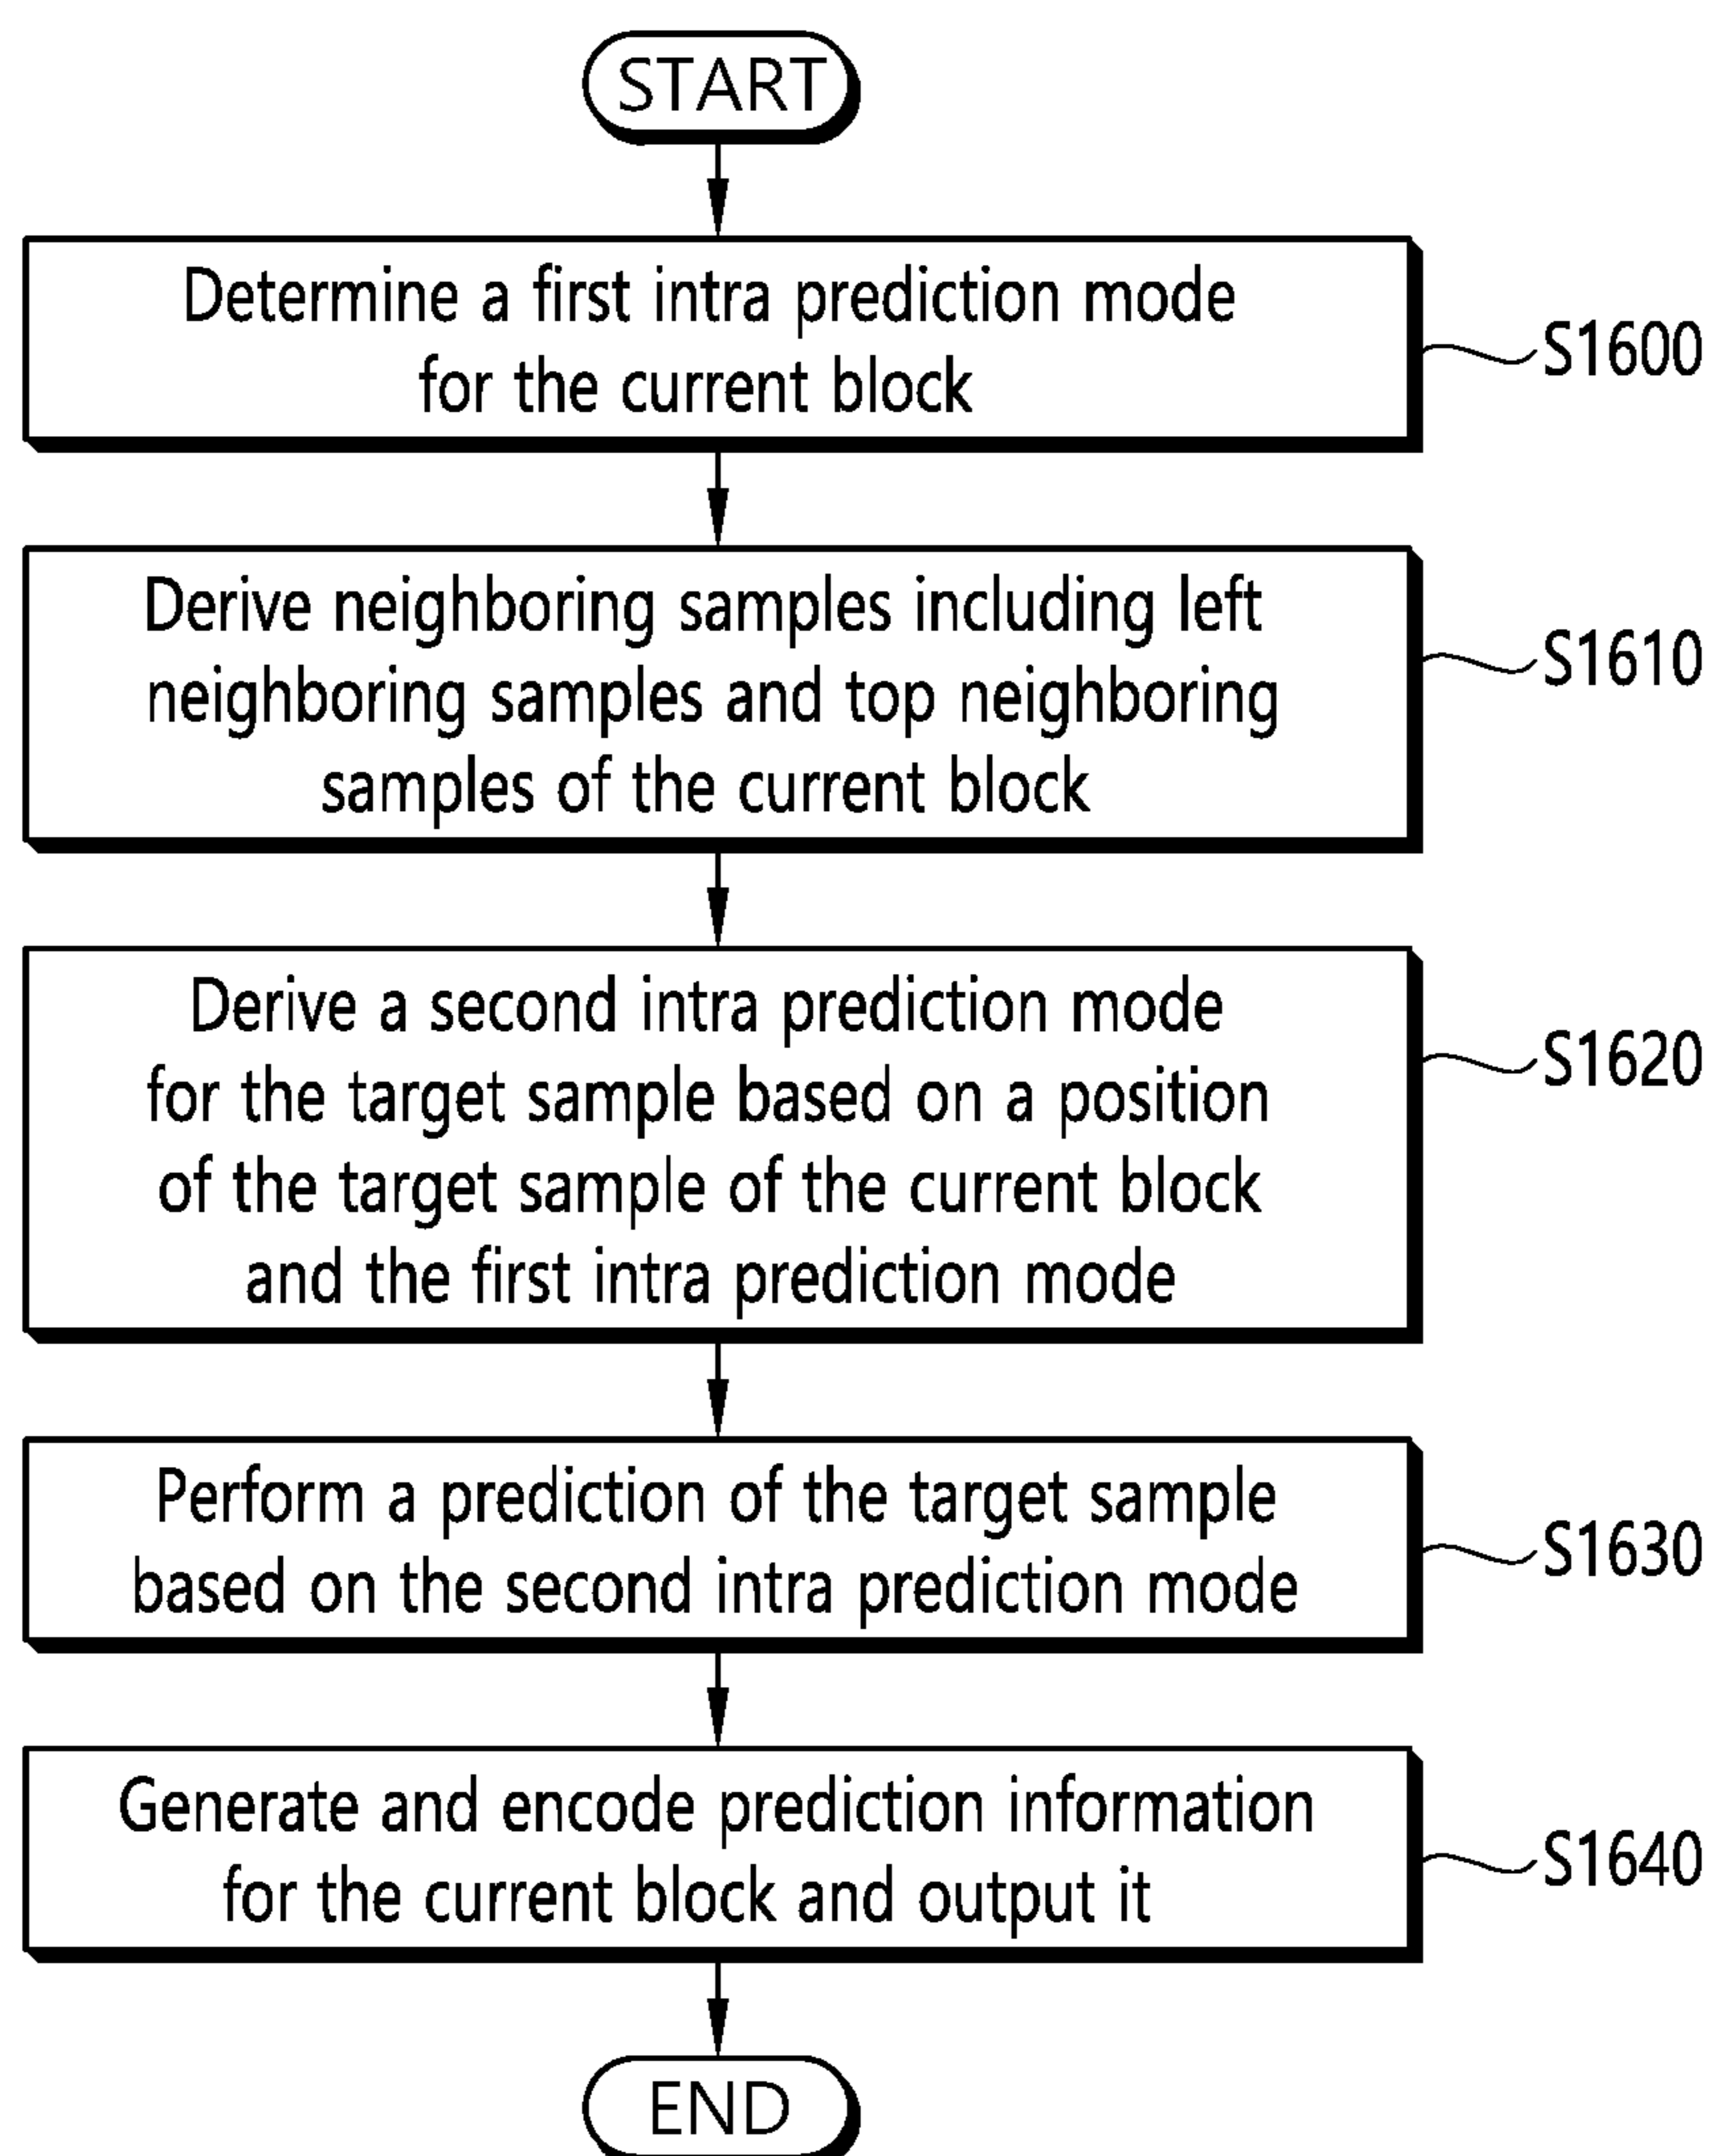 START
Determine a first intra prediction mode
for the current block
S1600
Derive neighboring samples including left
neighboring samples and top neighboring
samples of the current block
S1610
Derive a second intra prediction mode
for the target sample based on a position
of the target sample of the current block
and the first intra prediction mode
S1620
Perform a prediction of the target sample
based on the second intra prediction mode
S1630
Generate and encode prediction information
for the current block and output it
S1640
END